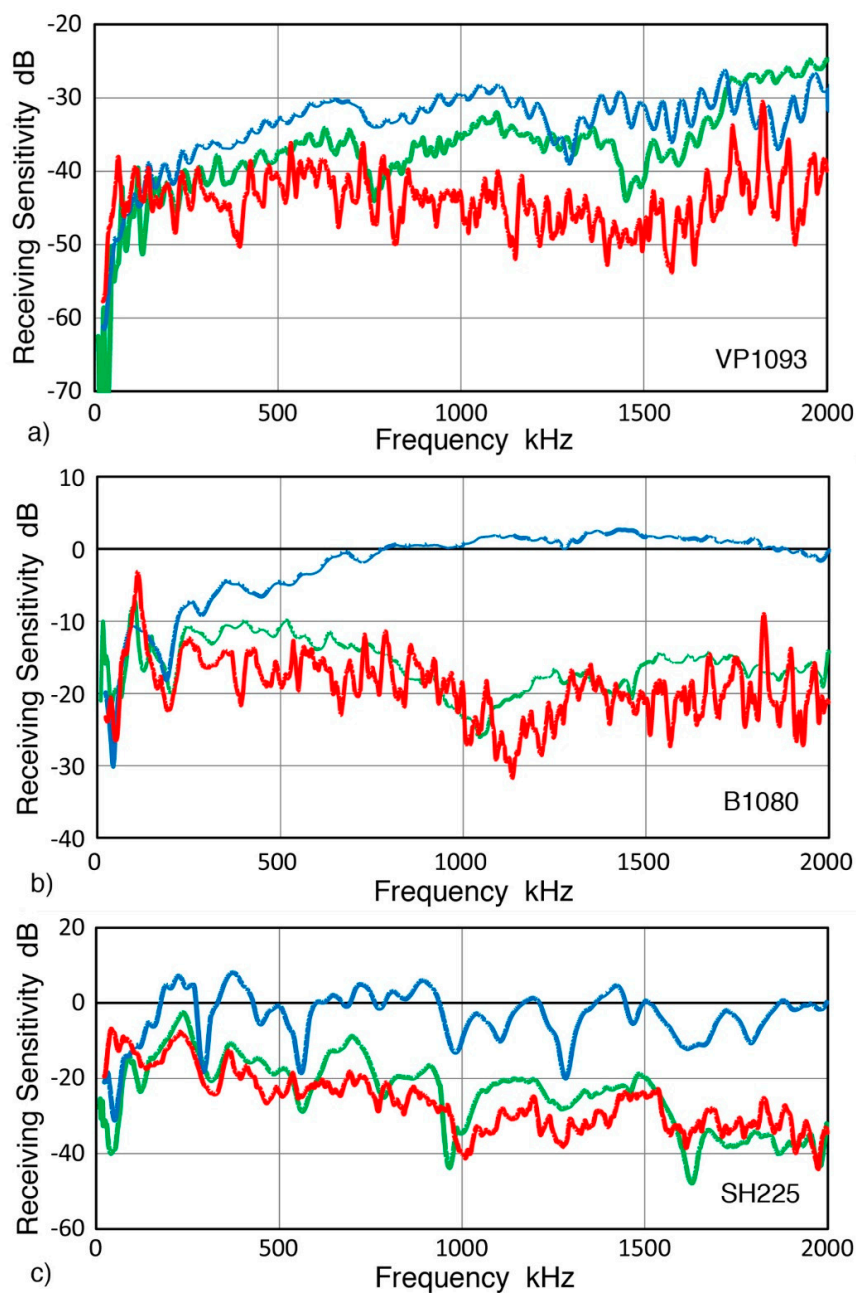 -20
-30
-40
-50
-60
-70
Receiving Sensitivity dB
VP1093
0 500 1000 1500 2000
a)
Frequency kHz
10
0
-10
-20
-30
-40
Receiving Sensitivity dB
B1080
0 500 1000 1500 2000
b)
Frequency kHz
20
0
-20
-40
-60
Receiving Sensitivity dB
SH225
0 500 1000 1500 2000
c)
Frequency kHz